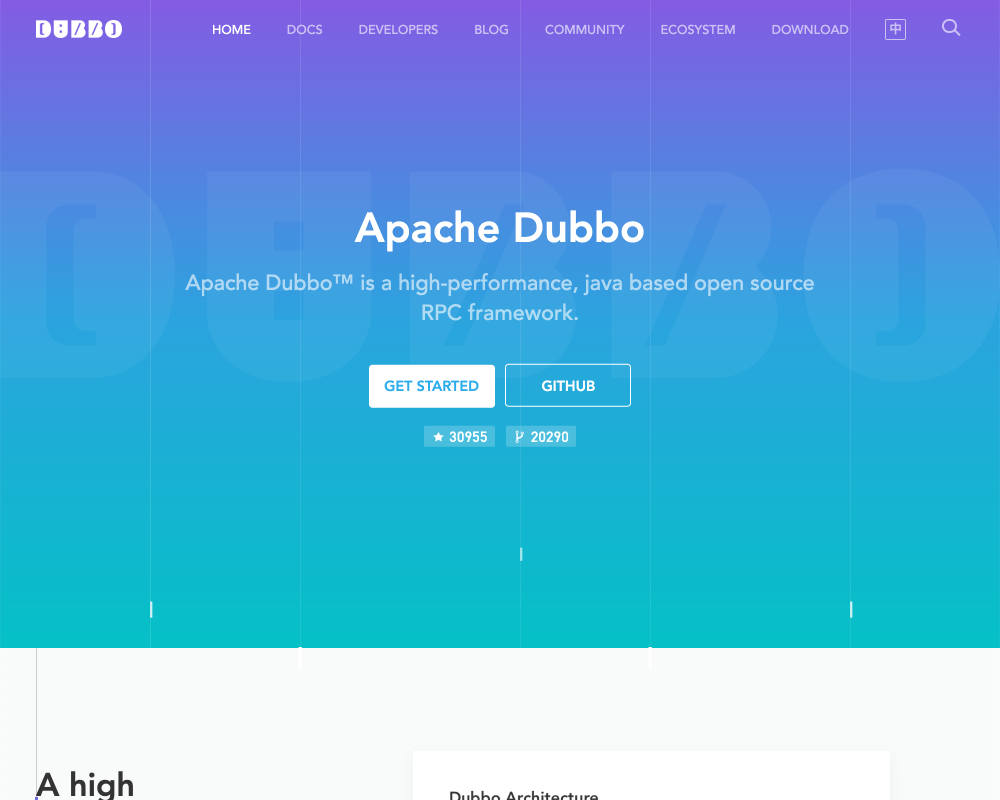 DUBBO
HOME DOCS DEVELOPERS BLOG COMMUNITY ECOSYSTEM DOWNLOAD 中
DUBBO
Apache Dubbo
Apache Dubbo™ is a high-performance, java based open source
RPC framework.
GET STARTED GITHUB
30955 20290
A high
Dubbo Architecture